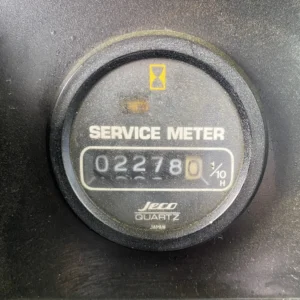 SERVICE METER
022780 1/10
H
Jeco
QUARTZ
JAPAN